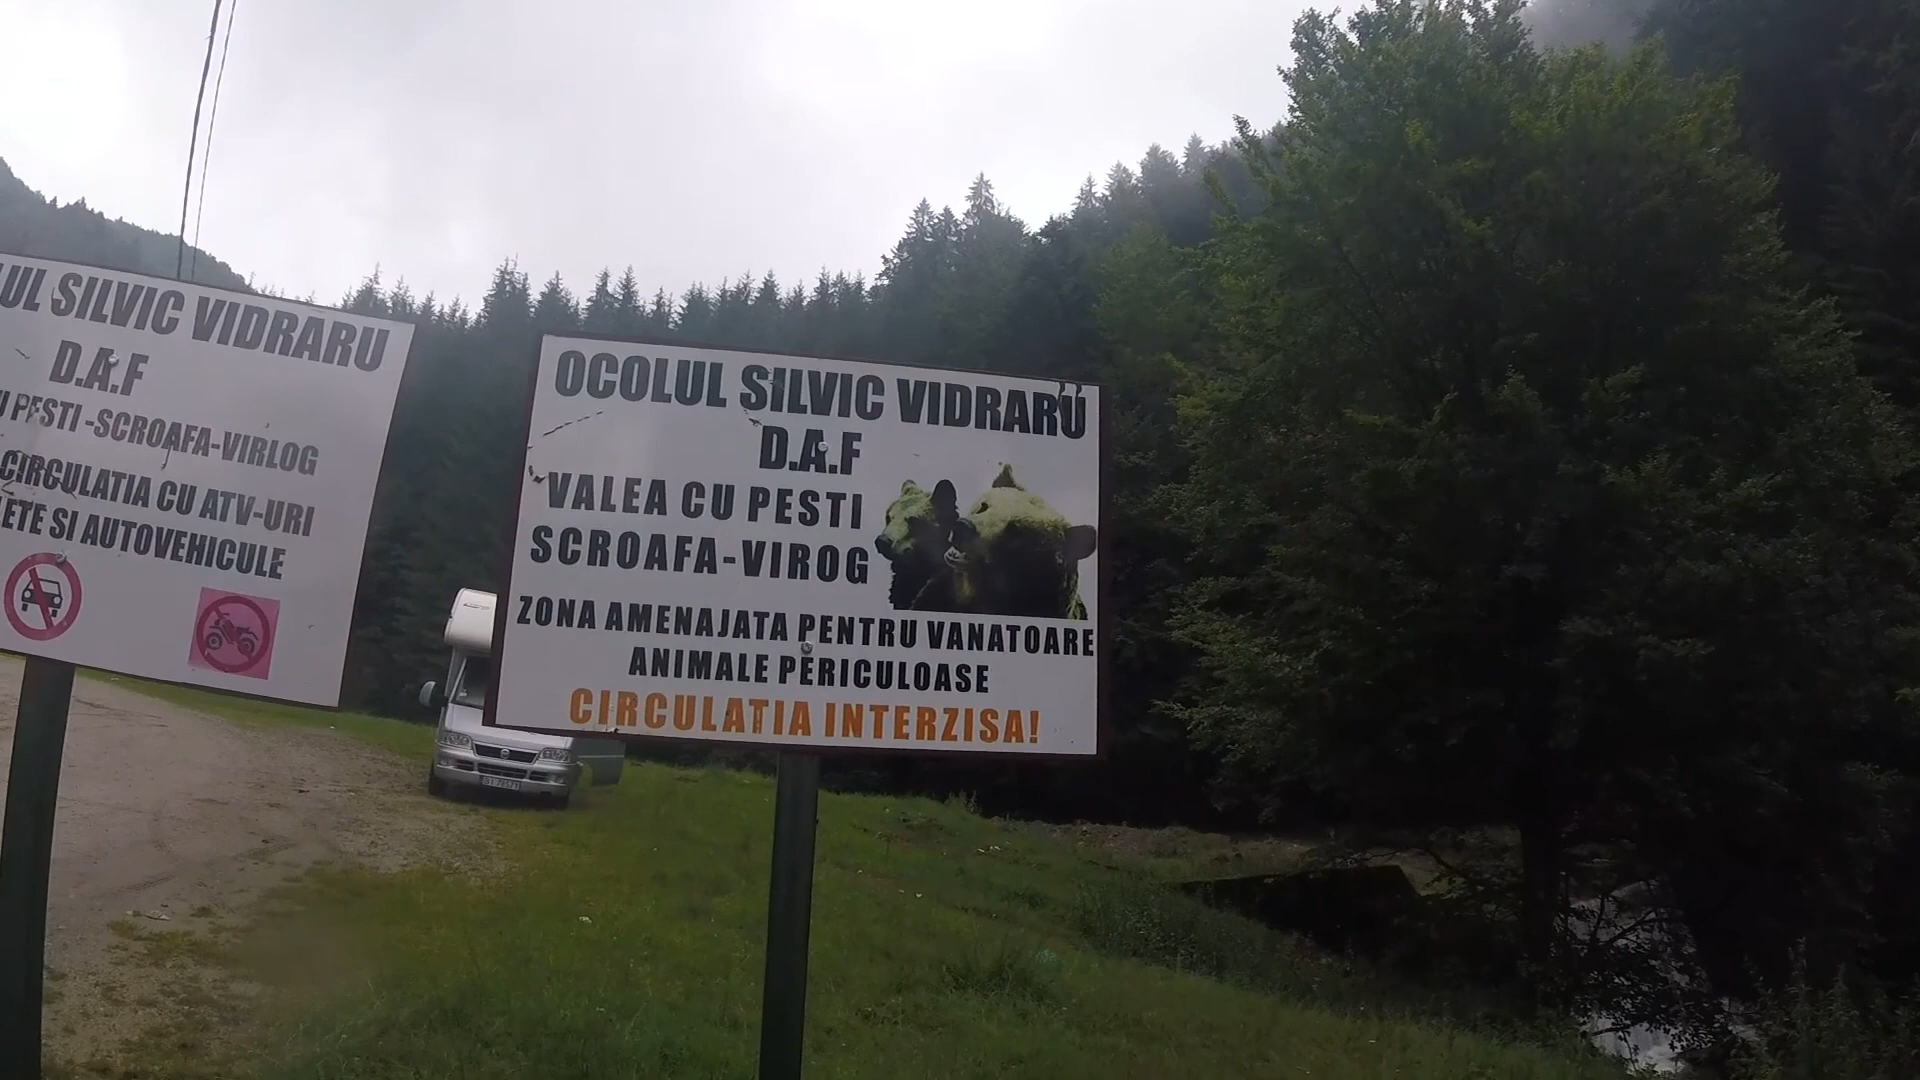 UL SILVIC VIDRARU
D.A.F
PESTI -SCROAFA-VIRLOG
CIRCULATIA CU ATV-URI
ETE SI AUTOVEHICULE
OCOLUL SILVIC VIDRARU
D.A.F
VALEA CU PESTI
SCROAFA-VIROG
ZONA AMENAJATA PENTRU VANATOARE
ANIMALE PERICULOASE
CIRCULATIA INTERZISA!